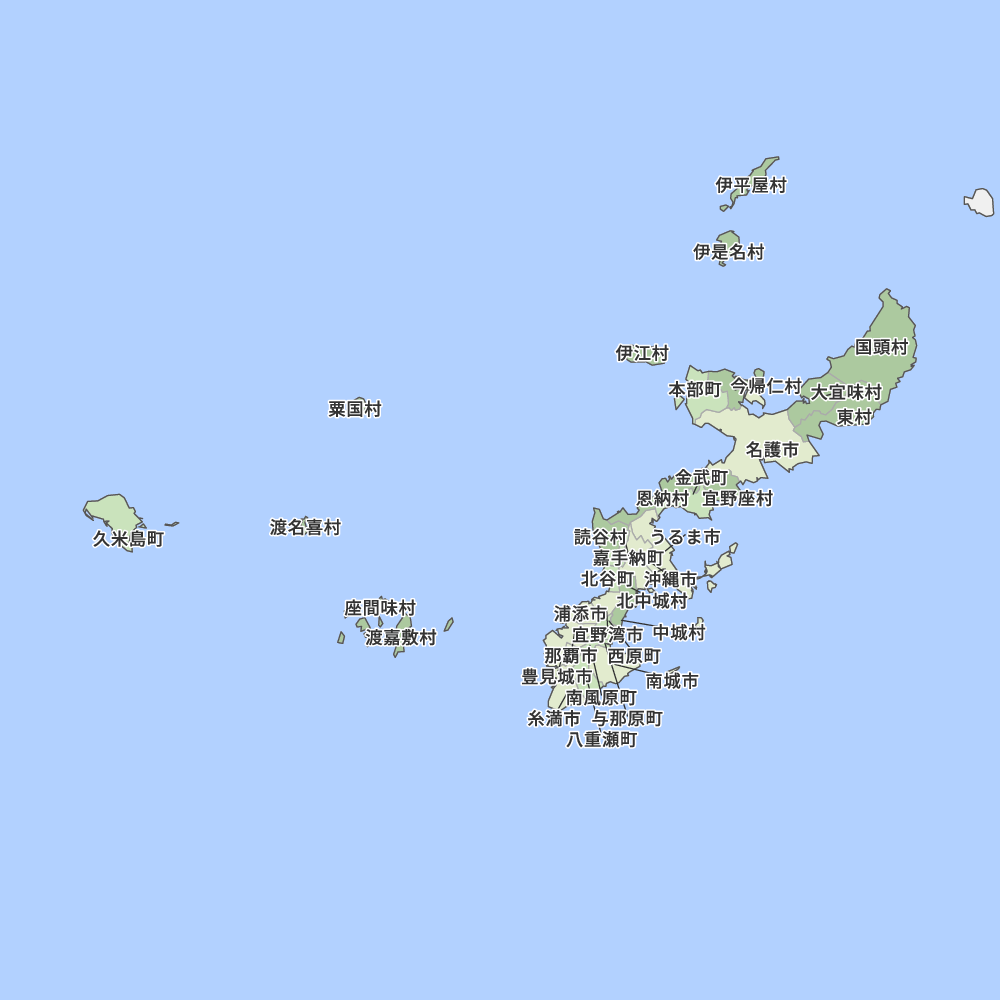 伊平屋村
伊是名村
国頭村
伊江村
今帰仁村
本部町
大宜味村
粟国村
東村
名護市
金武町
恩納村
宜野座村
渡名喜村
読谷村
うるま市
久米島町
嘉手納町
北谷町
沖縄市
北中城村
座間味村
浦添市
中城村
宜野湾市
渡嘉敷村
那覇市
西原町
豊見城市
南城市
南風原町
糸満市
与那原町
八重瀬町